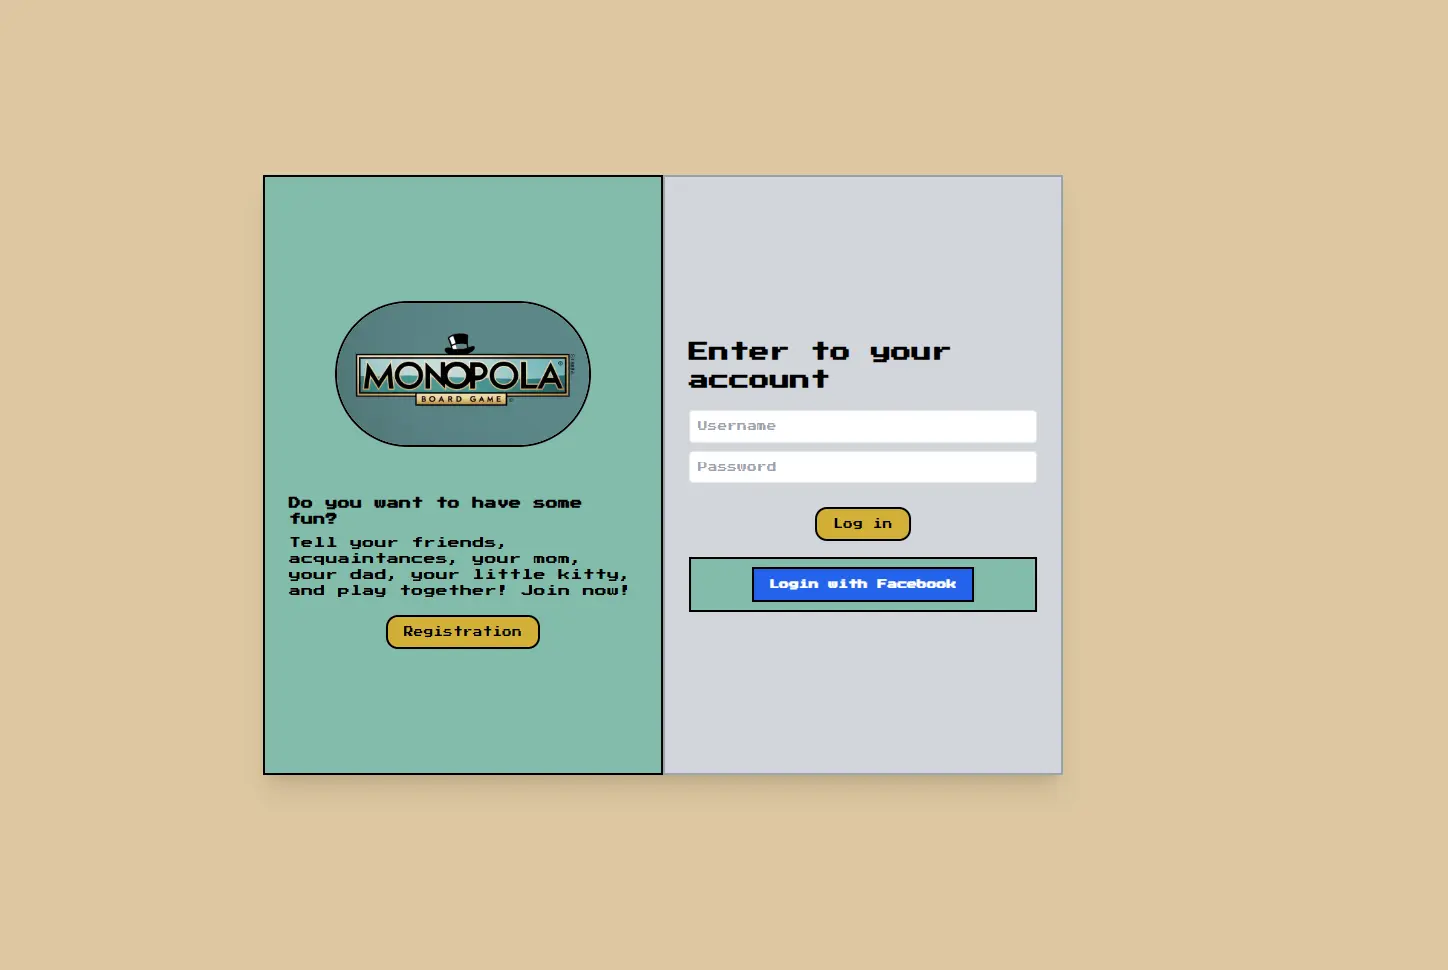 MONOPOLA
BOARD GAME
Do you want to have some
fun?
Tell your friends,
acquaintances, your mom,
your dad, your little kitty,
and play together! Join now!
Registration
Enter to your
account
Username
Password
Log in
Login with Facebook